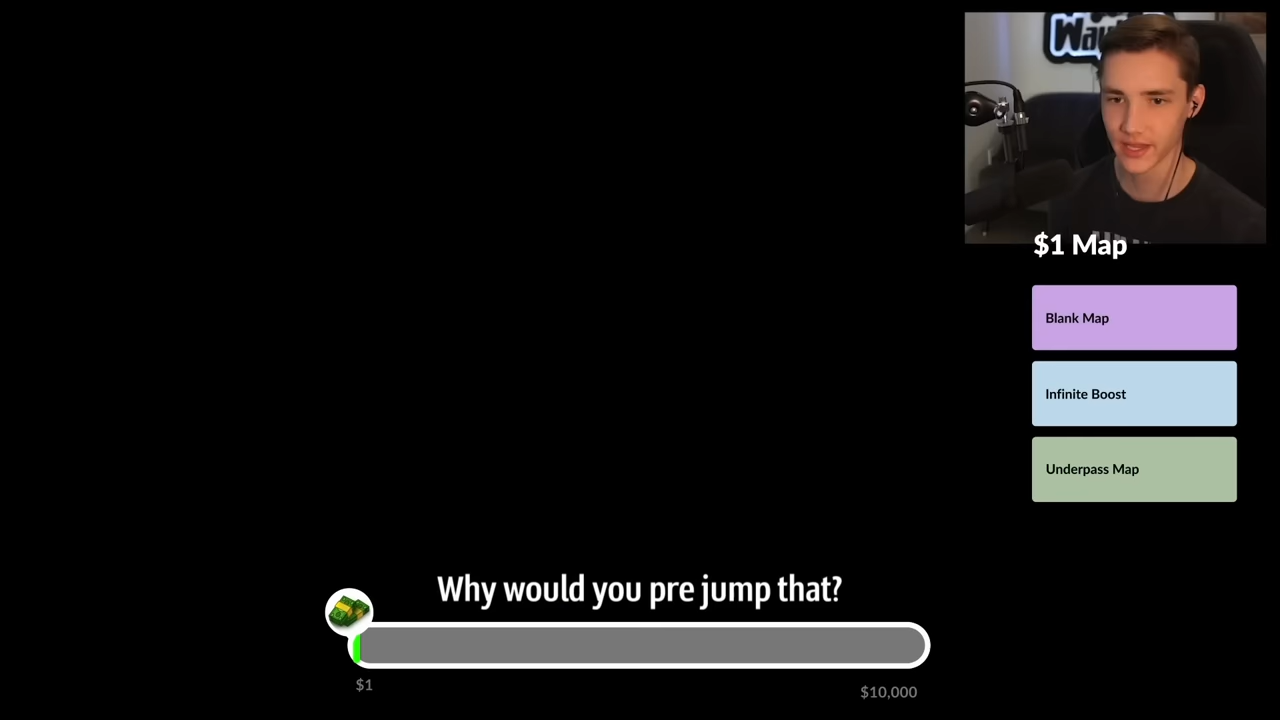 $1 Map
Blank Map
Infinite Boost
Underpass Map
Why would you pre jump that?
$1
$10,000